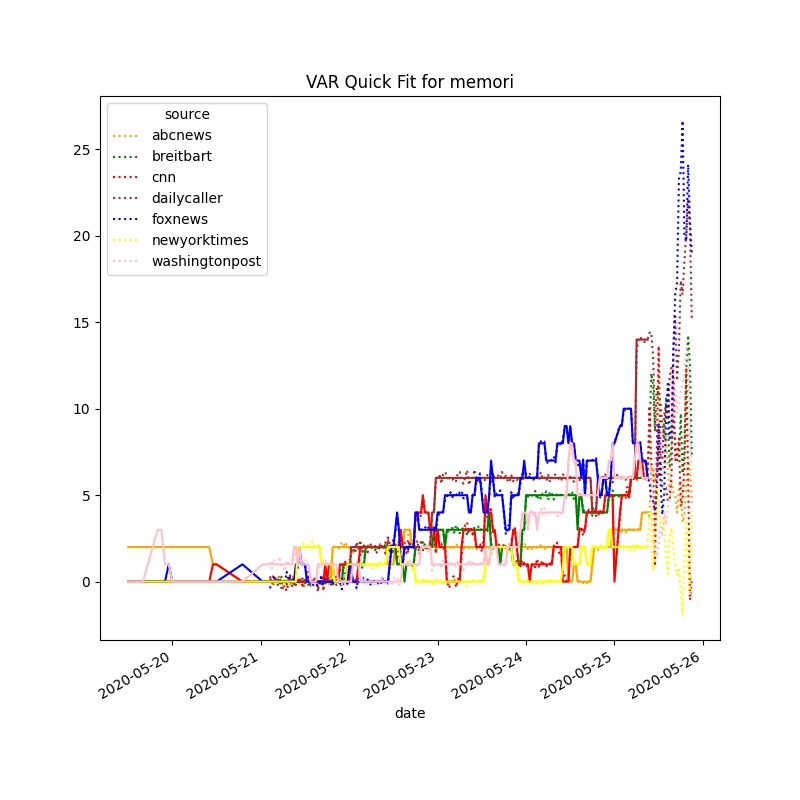 VAR Quick Fit for memori
source
abcnews
breitbart
cnn
dailycaller
foxnews
newyorktimes
washingtonpost
25
20
15
10
5
0
2020-05-20
2020-05-21
2020-05-22
2020-05-23
2020-05-24
2020-05-25
2020-05-26
date